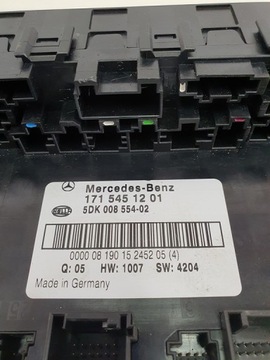 Mercedes-Benz
171 545 12 01
HELLA
5DK 008 554-02
0000 08 190 15 2452 05 (4)
Q: 05 HW: 1007 SW: 4204
Made in Germany